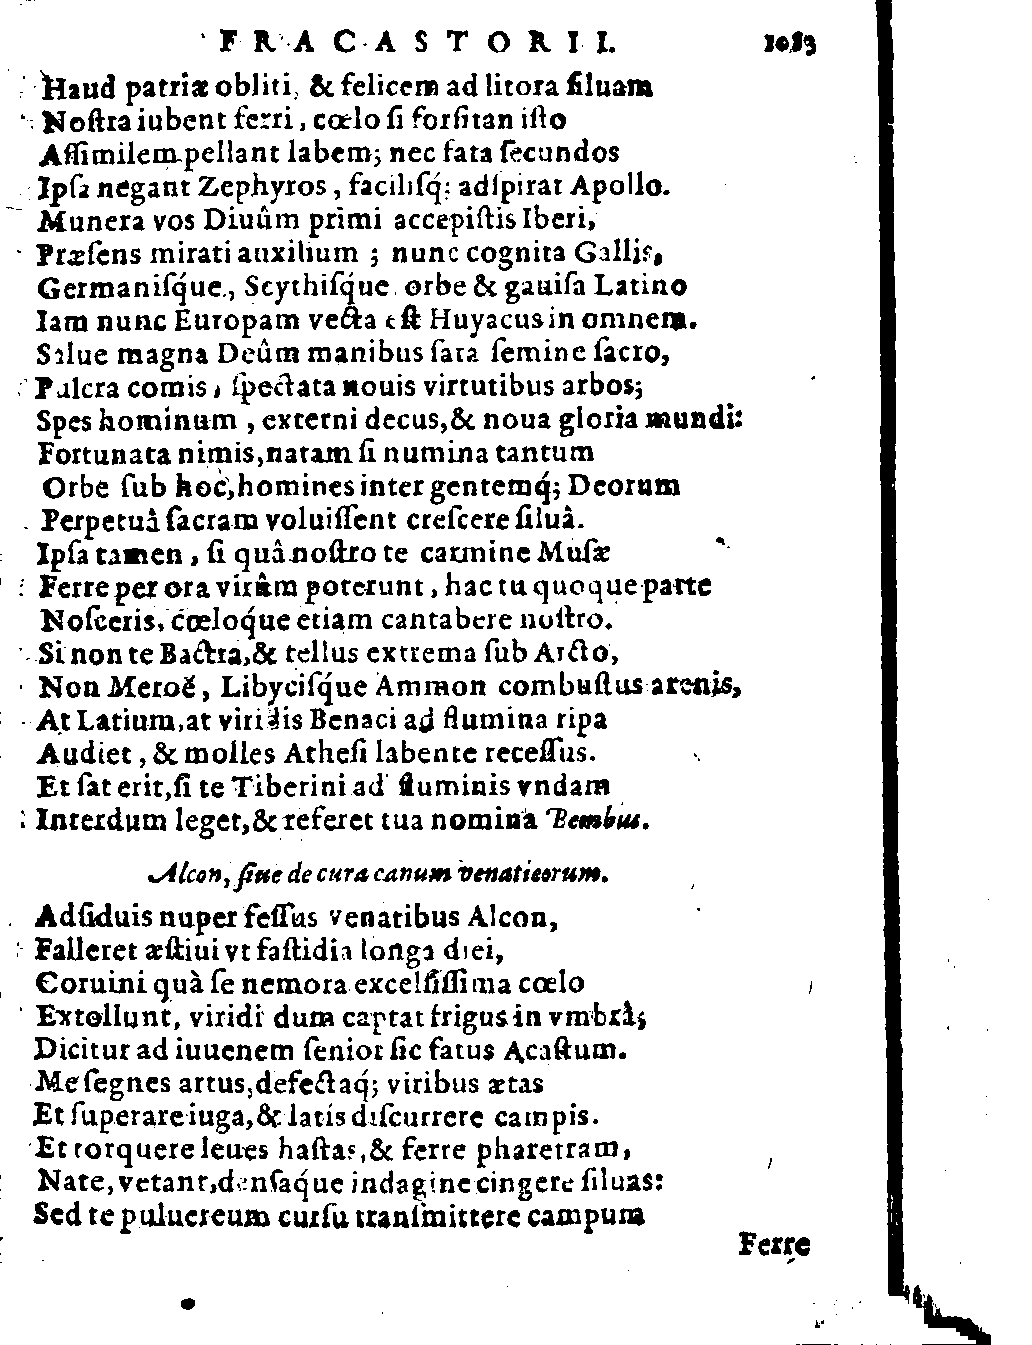 FRACASTORII. 1013
Haud patriæ obliti, & felicem ad litora ſiluam
Noſtra iubent ferri, cœlo ſi forſitan iſto
Aſſimilem pellant labem; nec fata ſecundos
Ipſa negant Zephyros, faciliſq́; adſpirat Apollo.
Munera vos Diuûm primi accepiſtis Iberi,
Præſens mirati auxilium; nunc cognita Gallis,
Germaniſq́ue, Scythiſq́ue orbe & gauiſa Latino
Iam nunc Europam vecta eſt Huyacus in omnem.
Salue magna Deûm manibus ſata ſemine ſacro,
Pulcra comis, ſpectata nouis virtutibus arbos;
Spes hominum, externi decus, & noua gloria mundi:
Fortunata nimis, natam ſi numina tantum
Orbe ſub hoc, homines inter gentemq́; Deorum
Perpetuâ ſacram voluiſſent creſcere ſiluâ.
Ipſa tamen, ſi quâ noſtro te carmine Muſæ
Ferre per ora virûm poterunt, hac tu quoque parte
Noſceris, cœloq́ue etiam cantabere noſtro.
Si non te Bactra, & tellus extrema ſub Arcto,
Non Meroë, Libyciſq́ue Ammon combuſtus arenis,
At Latium, at viridis Benaci ad flumina ripa
Audiet, & molles Atheſi labente receſſus.
Et ſat erit, ſi te Tiberini ad fluminis vndam
Interdum leget, & referet tua nomina Bembus.
Alcon, ſiue de cura canum venaticorum.
Adſiduis nuper feſſus venatibus Alcon,
Falleret æſtiui vt faſtidia longa diei,
Coruini quà ſe nemora excelſiſſima cœlo
Extollunt, viridi dum captat frigus in vmbrâ;
Dicitur ad iuuenem ſenior ſic fatus Acaſtum.
Me ſegnes artus, defectaq́; viribus ætas
Et ſuperare iuga, & latis diſcurrere campis.
Et torquere leues haſtas, & ferre pharetram,
Nate, vetant, denſaq́ue indagine cingere ſiluas:
Sed te puluereum curſu tranſmittere campum
Ferre